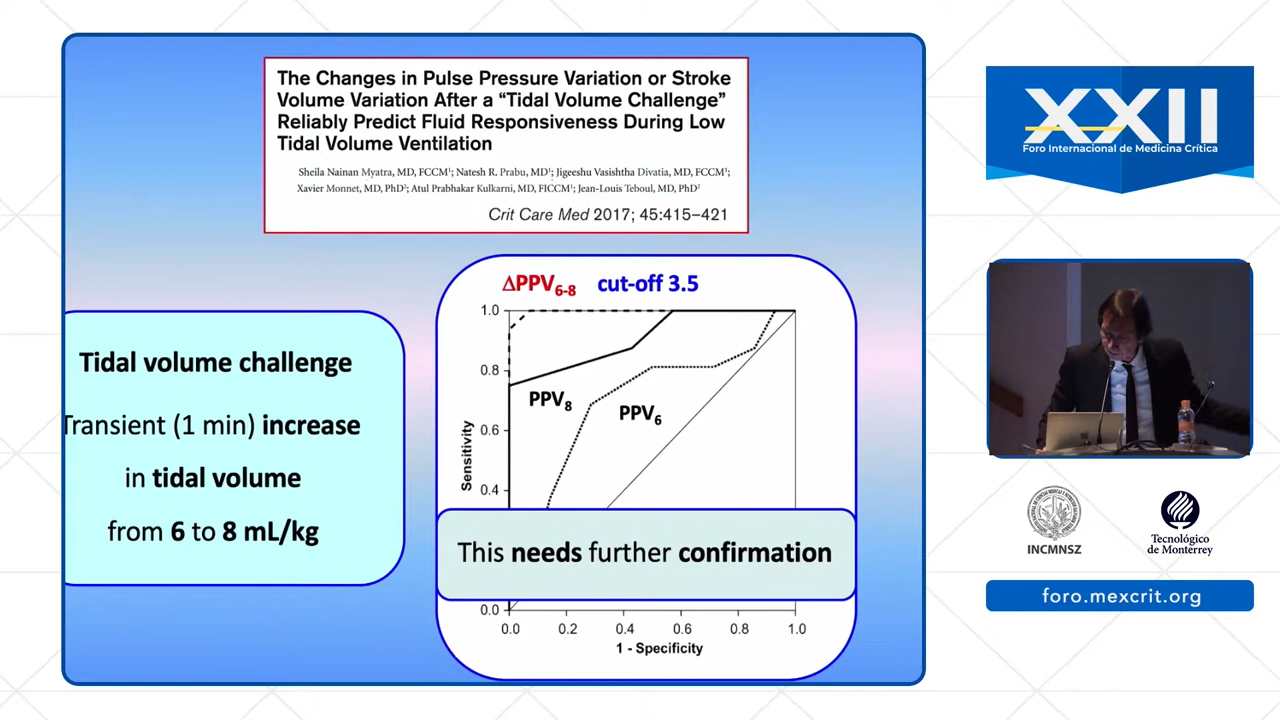 The Changes in Pulse Pressure Variation or Stroke
Volume Variation After a “Tidal Volume Challenge”
Reliably Predict Fluid Responsiveness During Low
Tidal Volume Ventilation
Sheila Nainan Myatra, MD, FCCM¹; Natesh R. Prabu, MD¹; Jigeeshu Vasishtha Divatia, MD, FCCM¹;
Xavier Monnet, MD, PhD²; Atul Prabhakar Kulkarni, MD, FICCM¹; Jean-Louis Teboul, MD, PhD²
Crit Care Med 2017; 45:415–421
Tidal volume challenge
Transient (1 min) increase
in tidal volume
from 6 to 8 mL/kg
ΔPPV6-8 cut-off 3.5
1.0
0.8
0.6
0.4
0.0
Sensitivity
PPV8
PPV6
This needs further confirmation
0.0 0.2 0.4 0.6 0.8 1.0
1 - Specificity
XXII
Foro Internacional de Medicina Crítica
INCMNSZ
Tecnológico
de Monterrey
foro.mexcrit.org